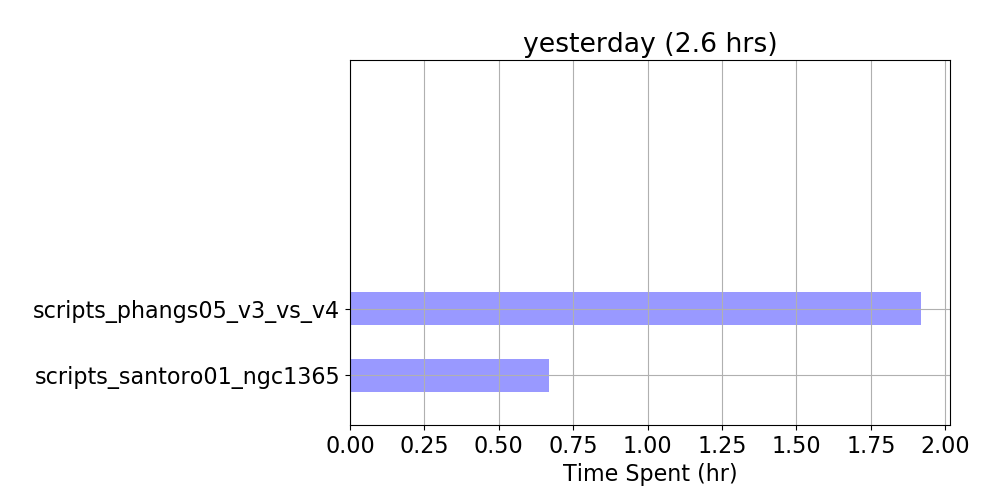 yesterday (2.6 hrs)
scripts_phangs05_v3_vs_v4
scripts_santoro01_ngc1365
0.00 0.25 0.50 0.75 1.00 1.25 1.50 1.75 2.00
Time Spent (hr)